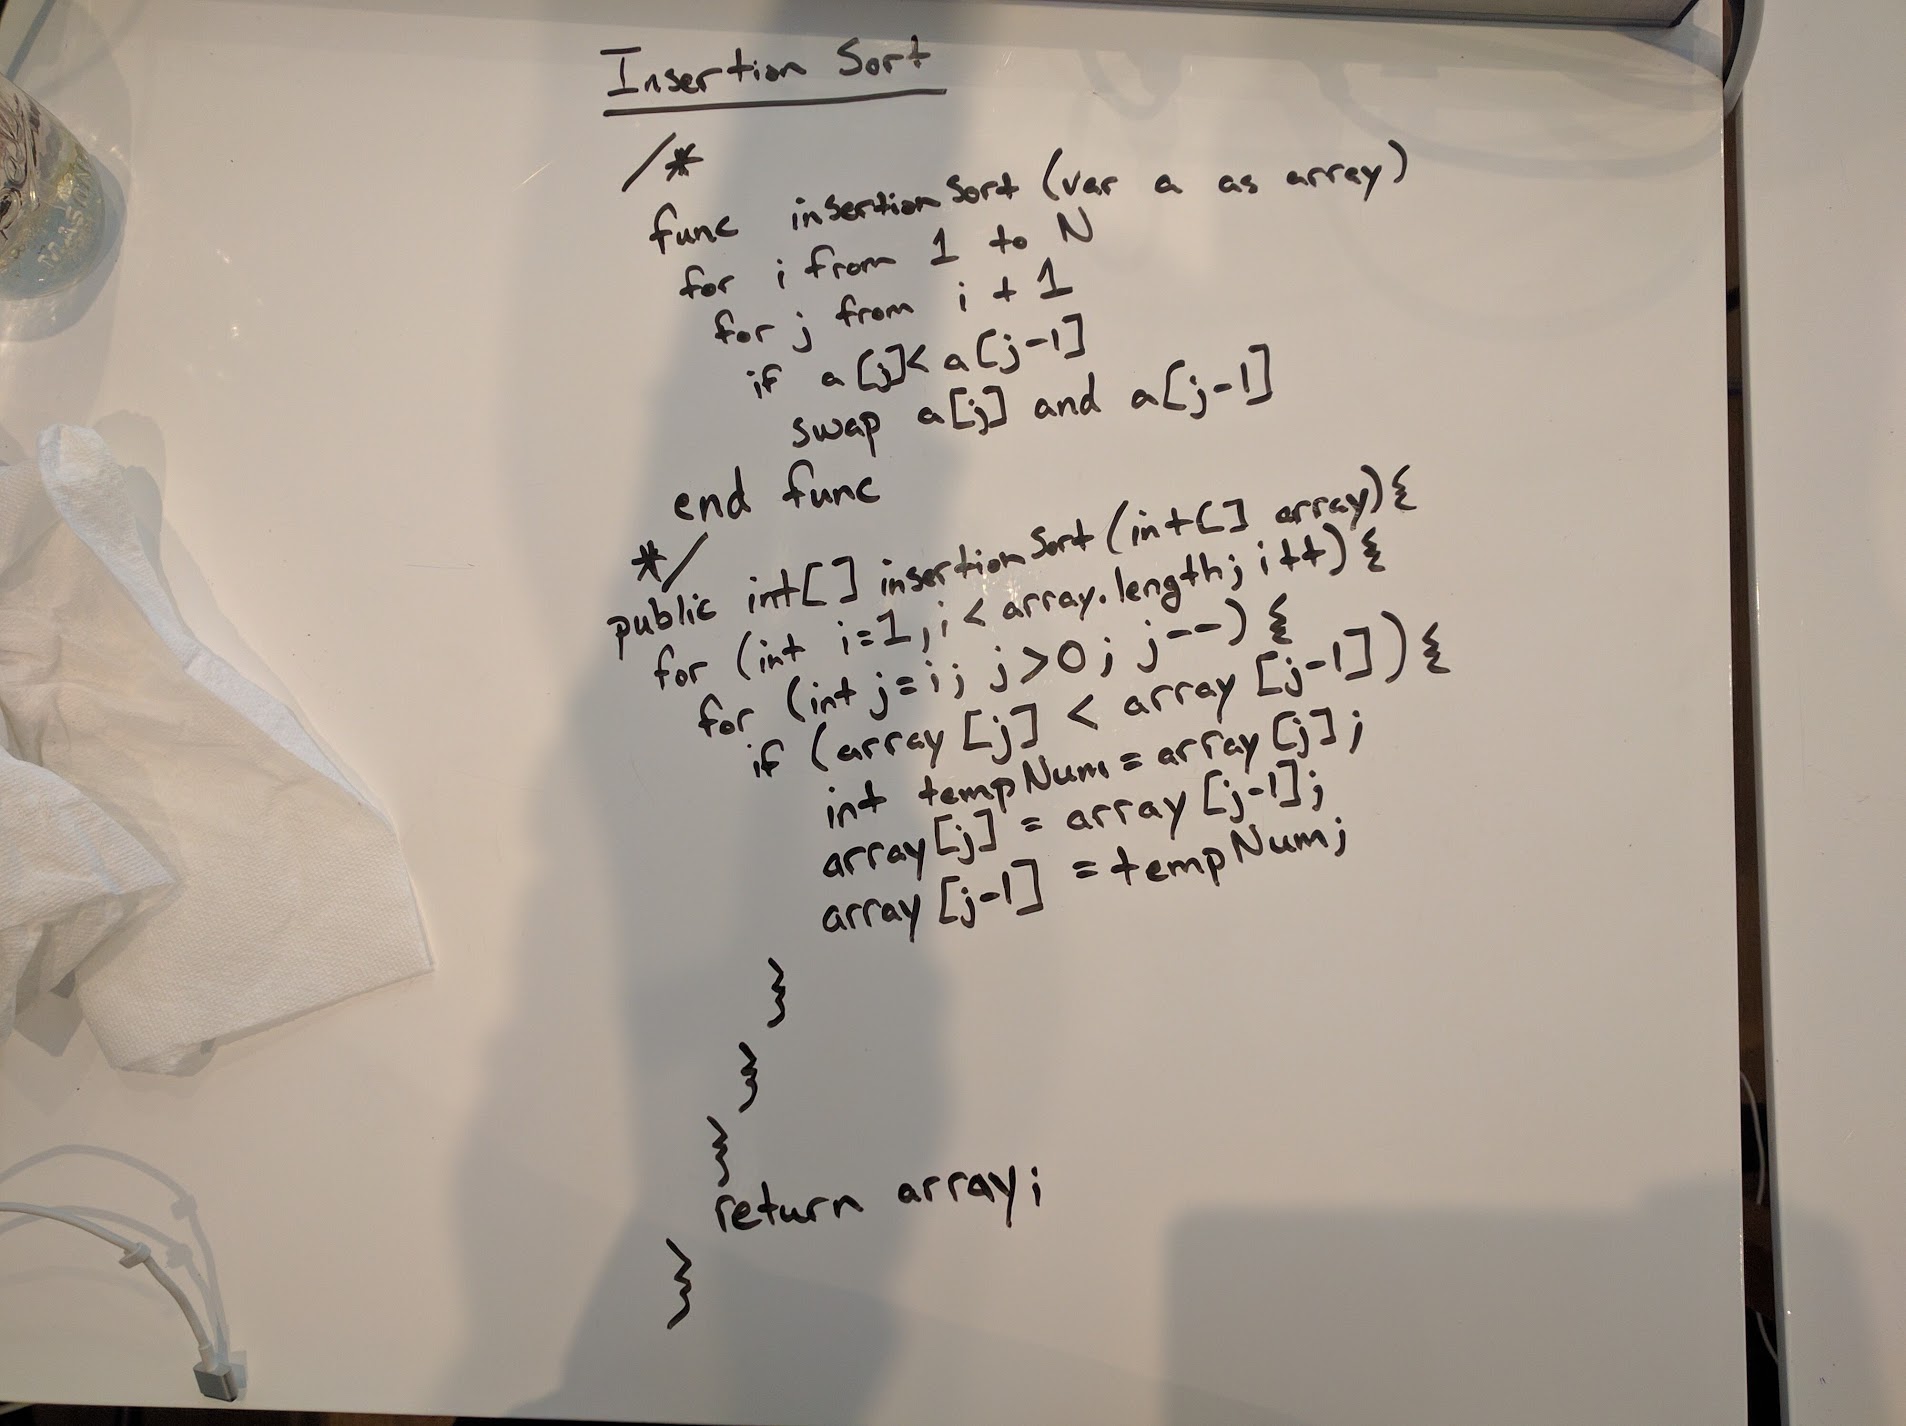 Insertion Sort
/*
func insertionSort (var a as array)
for i from 1 to N
for j from i + 1
if a[j]< a[j-1]
swap a[j] and a[j-1]
end func
*/
public int[] insertionSort (int[] array){
for (int i=1; i < array.length; i++) {
for (int j=i; j>0; j--) {
if (array [j] < array [j-1]) {
int tempNum = array [j];
array[j] = array [j-1];
array [j-1] = tempNum;
}
}
}
return array;
}